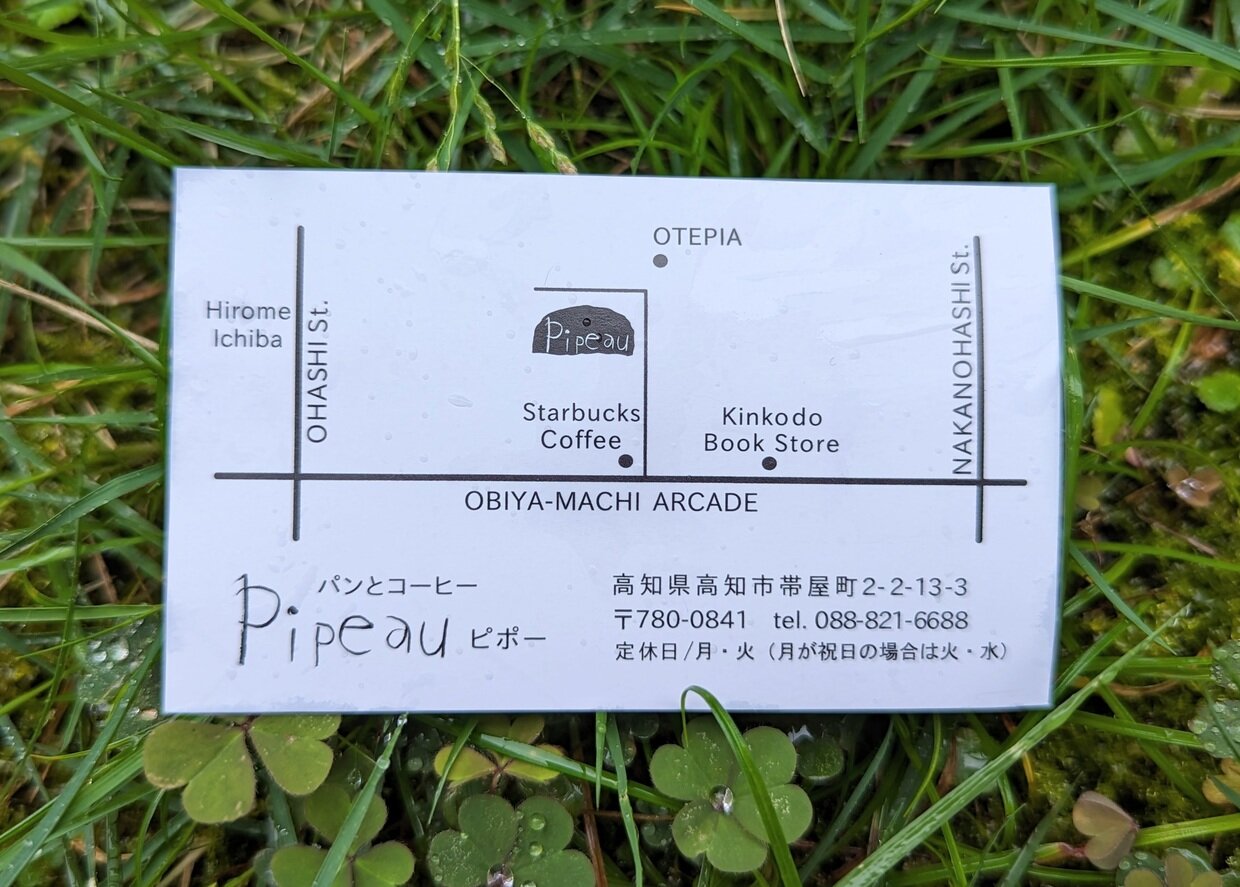 OTEPIA
Hirome
Ichiba
OHASHI St.
Pipeau
NAKANOHASHI St.
Starbucks
Coffee
Kinkodo
Book Store
OBIYA-MACHI ARCADE
パンとコーヒー
Pipeau ピポー
高知県高知市帯屋町2-2-13-3
〒780-0841 tel. 088-821-6688
定休日/月・火（月が祝日の場合は火・水）